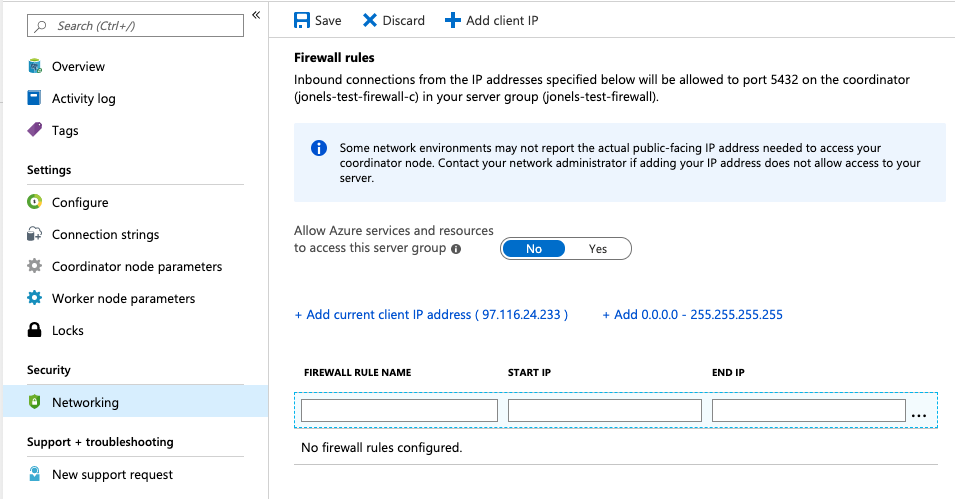 Search (Ctrl+/)
«
Overview
Activity log
Tags
Settings
Configure
Connection strings
Coordinator node parameters
Worker node parameters
Locks
Security
Networking
Support + troubleshooting
New support request
Save
Discard
Add client IP
Firewall rules
Inbound connections from the IP addresses specified below will be allowed to port 5432 on the coordinator
(jonels-test-firewall-c) in your server group (jonels-test-firewall).
Some network environments may not report the actual public-facing IP address needed to access your
coordinator node. Contact your network administrator if adding your IP address does not allow access to your
server.
Allow Azure services and resources
to access this server group
No Yes
+ Add current client IP address ( 97.116.24.233 )
+ Add 0.0.0.0 - 255.255.255.255
FIREWALL RULE NAME START IP END IP
...
No firewall rules configured.